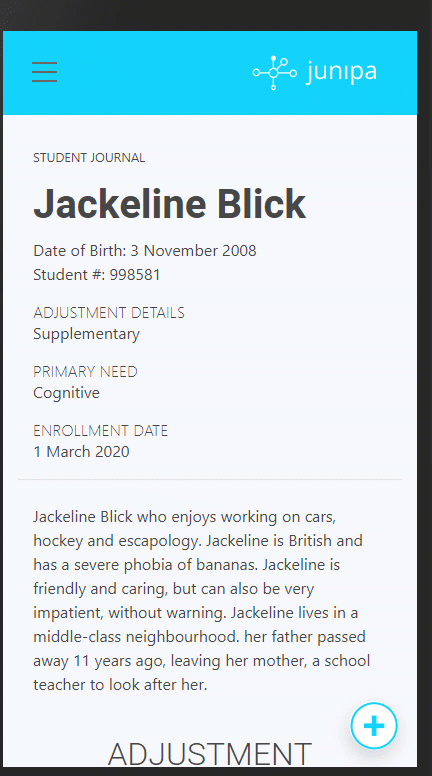 junıpa
STUDENT JOURNAL
Jackeline Blick
Date of Birth: 3 November 2008
Student #: 998581
ADJUSTMENT DETAILS
Supplementary
PRIMARY NEED
Cognitive
ENROLLMENT DATE
1 March 2020
Jackeline Blick who enjoys working on cars,
hockey and escapology. Jackeline is British and
has a severe phobia of bananas. Jackeline is
friendly and caring, but can also be very
impatient, without warning. Jackeline lives in a
middle-class neighbourhood. her father passed
away 11 years ago, leaving her mother, a school
teacher to look after her.
ADJUSTMENT